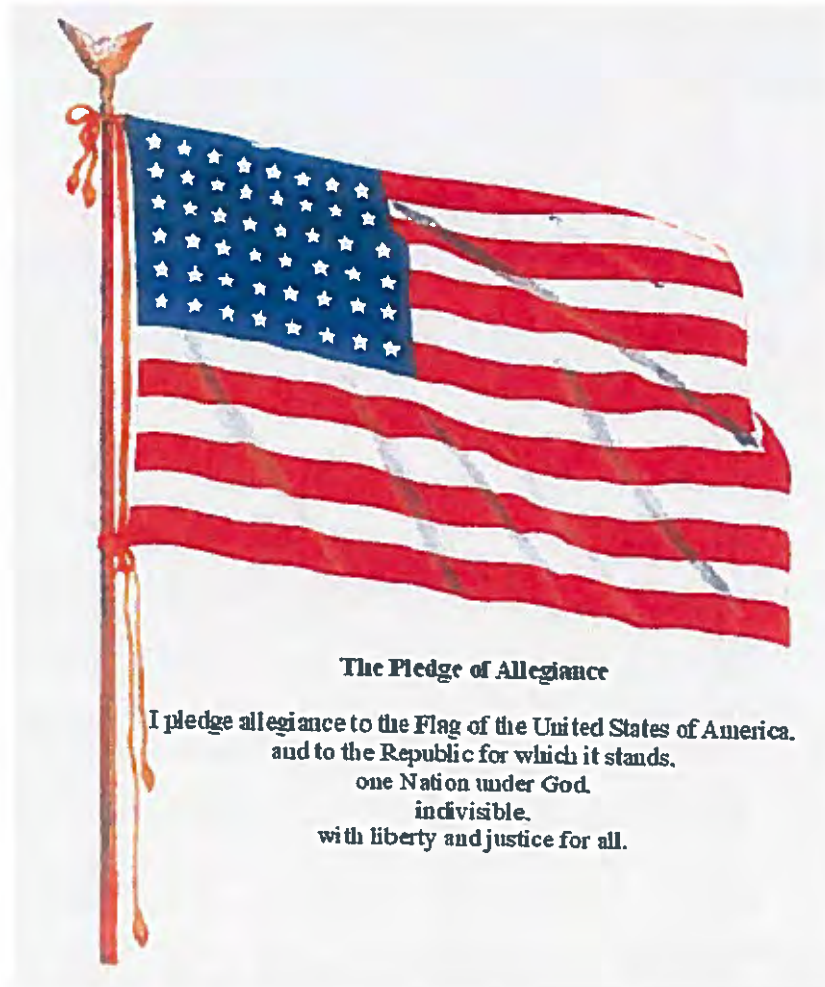 The Pledge of Allegiance
I pledge allegiance to the Flag of the United States of America.
and to the Republic for which it stands.
one Nation under God.
indivisible.
with liberty and justice for all.